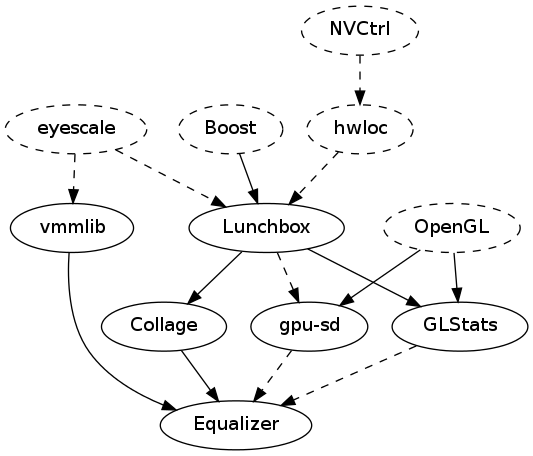 NVCtrl
eyescale
Boost
hwloc
vmmlib
Lunchbox
OpenGL
Collage
gpu-sd
GLStats
Equalizer